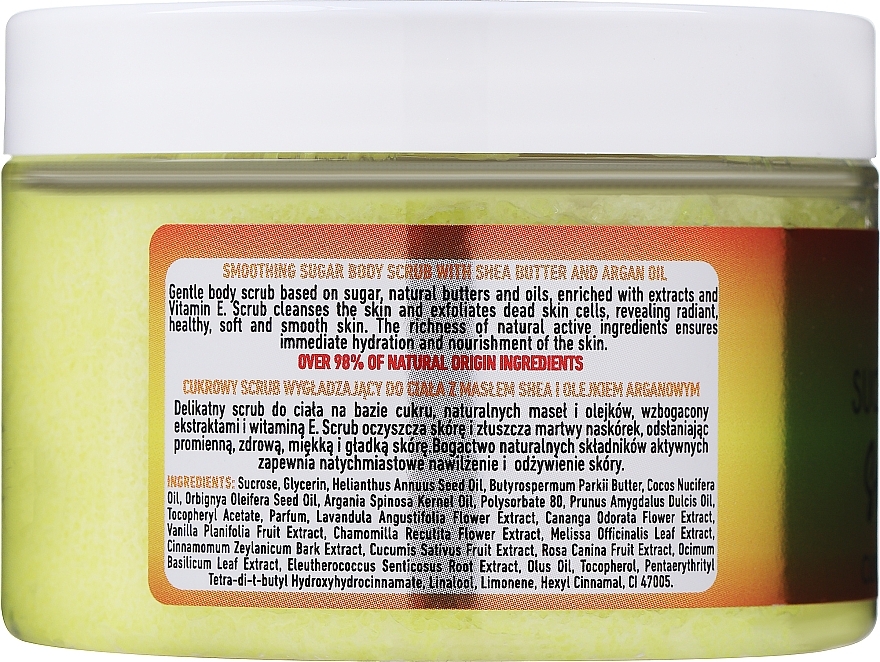 SMOOTHING SUGAR BODY SCRUB WITH SHEA BUTTER AND ARGAN OIL
Gentle body scrub based on sugar, natural butters and oils, enriched with extracts and
Vitamin E. Scrub cleanses the skin and exfoliates dead skin cells, revealing radiant,
healthy, soft and smooth skin. The richness of natural active ingredients ensures
immediate hydration and nourishment of the skin.
OVER 98% OF NATURAL ORIGIN INGREDIENTS
CUKROWY SCRUB WYGŁADZAJĄCY DO CIAŁA Z MASŁEM SHEA I OLEJKIEM ARGANOWYM
Delikatny scrub do ciała na bazie cukru, naturalnych maseł i olejków, wzbogacony
ekstraktami i witaminą E. Scrub oczyszcza skórę i złuszcza martwy naskórek, odsłaniając
promienną, zdrową, miękką i gładką skórę.Bogactwo naturalnych składników aktywnych
zapewnia natychmiastowe nawilżenie i odżywienie skóry.
INGREDIENTS: Sucrose, Glycerin, Helianthus Annuus Seed Oil, Butyrospermum Parkii Butter, Cocos Nucifera
Oil, Orbignya Oleifera Seed Oil, Argania Spinosa Kernel Oil, Polysorbate 80, Prunus Amygdalus Dulcis Oil,
Tocopheryl Acetate, Parfum, Lavandula Angustifolia Flower Extract, Cananga Odorata Flower Extract,
Vanilla Planifolia Fruit Extract, Chamomilla Recutita Flower Extract, Melissa Officinalis Leaf Extract,
Cinnamomum Zeylanicum Bark Extract, Cucumis Sativus Fruit Extract, Rosa Canina Fruit Extract, Ocimum
Basilicum Leaf Extract, Eleutherococcus Senticosus Root Extract, Olus Oil, Tocopherol, Pentaerythrityl
Tetra-di-t-butyl Hydroxyhydrocinnamate, Linalool, Limonene, Hexyl Cinnamal, CI 47005.